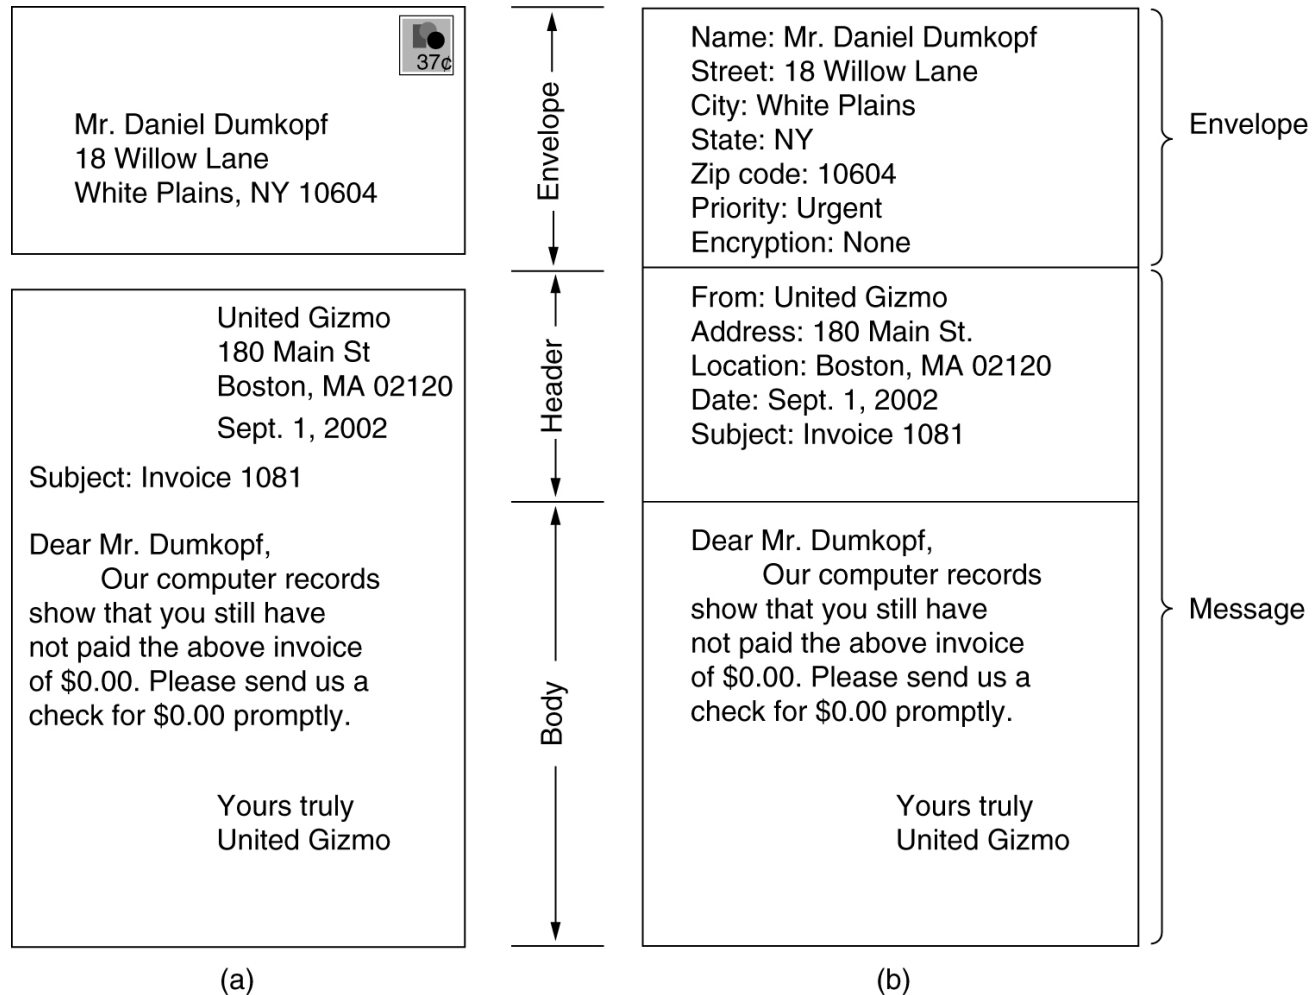 37¢
Mr. Daniel Dumkopf
18 Willow Lane
White Plains, NY 10604
United Gizmo
180 Main St
Boston, MA 02120
Sept. 1, 2002
Subject: Invoice 1081
Dear Mr. Dumkopf,
Our computer records
show that you still have
not paid the above invoice
of $0.00. Please send us a
check for $0.00 promptly.
Yours truly
United Gizmo
(a)
Envelope
Header
Body
Name: Mr. Daniel Dumkopf
Street: 18 Willow Lane
City: White Plains
State: NY
Zip code: 10604
Priority: Urgent
Encryption: None
From: United Gizmo
Address: 180 Main St.
Location: Boston, MA 02120
Date: Sept. 1, 2002
Subject: Invoice 1081
Dear Mr. Dumkopf,
Our computer records
show that you still have
not paid the above invoice
of $0.00. Please send us a
check for $0.00 promptly.
Yours truly
United Gizmo
(b)
Envelope
Message